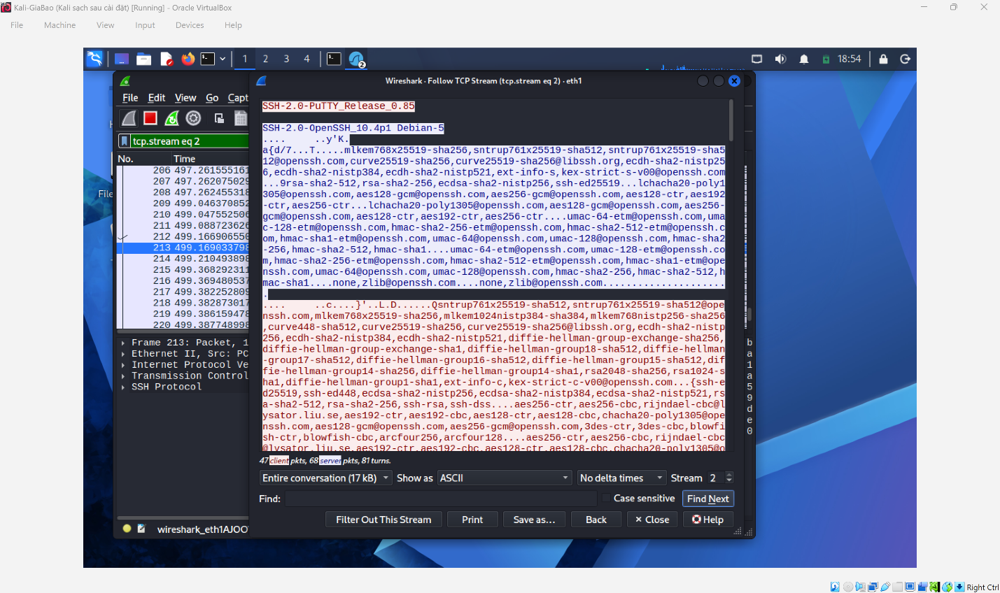 Kali-GiaBao (Kali sạch sau cài đặt) [Running] - Oracle VirtualBox
File Machine View Input Devices Help
1 2 3 4 2 18:54
Wireshark · Follow TCP Stream (tcp.stream eq 2) · eth1
File Edit View Go Capt
tcp.stream eq 2
No. Time
206 497.261555161
207 497.262075029
208 497.262455318
209 499.046370852
210 499.047552506
211 499.088723626
212 499.166906550
213 499.169033798
214 499.210493898
215 499.368292311
216 499.369480537
217 499.382252809
218 499.382873017
219 499.386159478
220 499.387748998
File
Frame 213: Packet, 1
Ethernet II, Src: PC
Internet Protocol Ve
Transmission Control
SSH Protocol
wireshark_eth1AJOO
SSH-2.0-PuTTY_Release_0.85
SSH-2.0-OpenSSH_10.4p1 Debian-5
.... ..y'K.
a{d/7...T.....mlkem768x25519-sha256,sntrup761x25519-sha512,sntrup761x25519-sha5
12@openssh.com,curve25519-sha256,curve25519-sha256@libssh.org,ecdh-sha2-nistp25
6,ecdh-sha2-nistp384,ecdh-sha2-nistp521,ext-info-s,kex-strict-s-v00@openssh.com
...9rsa-sha2-512,rsa-sha2-256,ecdsa-sha2-nistp256,ssh-ed25519...lchacha20-poly1
305@openssh.com,aes128-gcm@openssh.com,aes256-gcm@openssh.com,aes128-ctr,aes192
-ctr,aes256-ctr...lchacha20-poly1305@openssh.com,aes128-gcm@openssh.com,aes256-
gcm@openssh.com,aes128-ctr,aes192-ctr,aes256-ctr....umac-64-etm@openssh.com,uma
c-128-etm@openssh.com,hmac-sha2-256-etm@openssh.com,hmac-sha2-512-etm@openssh.c
om,hmac-sha1-etm@openssh.com,umac-64@openssh.com,umac-128@openssh.com,hmac-sha2
-256,hmac-sha2-512,hmac-sha1....umac-64-etm@openssh.com,umac-128-etm@openssh.co
m,hmac-sha2-256-etm@openssh.com,hmac-sha2-512-etm@openssh.com,hmac-sha1-etm@ope
nssh.com,umac-64@openssh.com,umac-128@openssh.com,hmac-sha2-256,hmac-sha2-512,h
mac-sha1....none,zlib@openssh.com....none,zlib@openssh.com.....................
.
.... ..c....}'..L.D......Qsntrup761x25519-sha512,sntrup761x25519-sha512@ope
nssh.com,mlkem768x25519-sha256,mlkem1024nistp384-sha384,mlkem768nistp256-sha256
,curve448-sha512,curve25519-sha256,curve25519-sha256@libssh.org,ecdh-sha2-nistp
256,ecdh-sha2-nistp384,ecdh-sha2-nistp521,diffie-hellman-group-exchange-sha256,
diffie-hellman-group-exchange-sha1,diffie-hellman-group18-sha512,diffie-hellman
-group17-sha512,diffie-hellman-group16-sha512,diffie-hellman-group15-sha512,dif
fie-hellman-group14-sha256,diffie-hellman-group14-sha1,rsa2048-sha256,rsa1024-s
ha1,diffie-hellman-group1-sha1,ext-info-c,kex-strict-c-v00@openssh.com...{ssh-e
d25519,ssh-ed448,ecdsa-sha2-nistp256,ecdsa-sha2-nistp384,ecdsa-sha2-nistp521,rs
a-sha2-512,rsa-sha2-256,ssh-rsa,ssh-dss....aes256-ctr,aes256-cbc,rijndael-cbc@l
ysator.liu.se,aes192-ctr,aes192-cbc,aes128-ctr,aes128-cbc,chacha20-poly1305@ope
nssh.com,aes128-gcm@openssh.com,aes256-gcm@openssh.com,3des-ctr,3des-cbc,blowfi
sh-ctr,blowfish-cbc,arcfour256,arcfour128....aes256-ctr,aes256-cbc,rijndael-cbc
@lysator.liu.se,aes192-ctr,aes192-cbc,aes128-ctr,aes128-cbc,chacha20-poly1305@o
b
a
1
a
5
9
d
e
0
47 client pkts, 68 server pkts, 81 turns.
Entire conversation (17 kB) Show as ASCII No delta times Stream 2
Find: Case sensitive Find Next
Filter Out This Stream Print Save as… Back Close Help
Right Ctrl